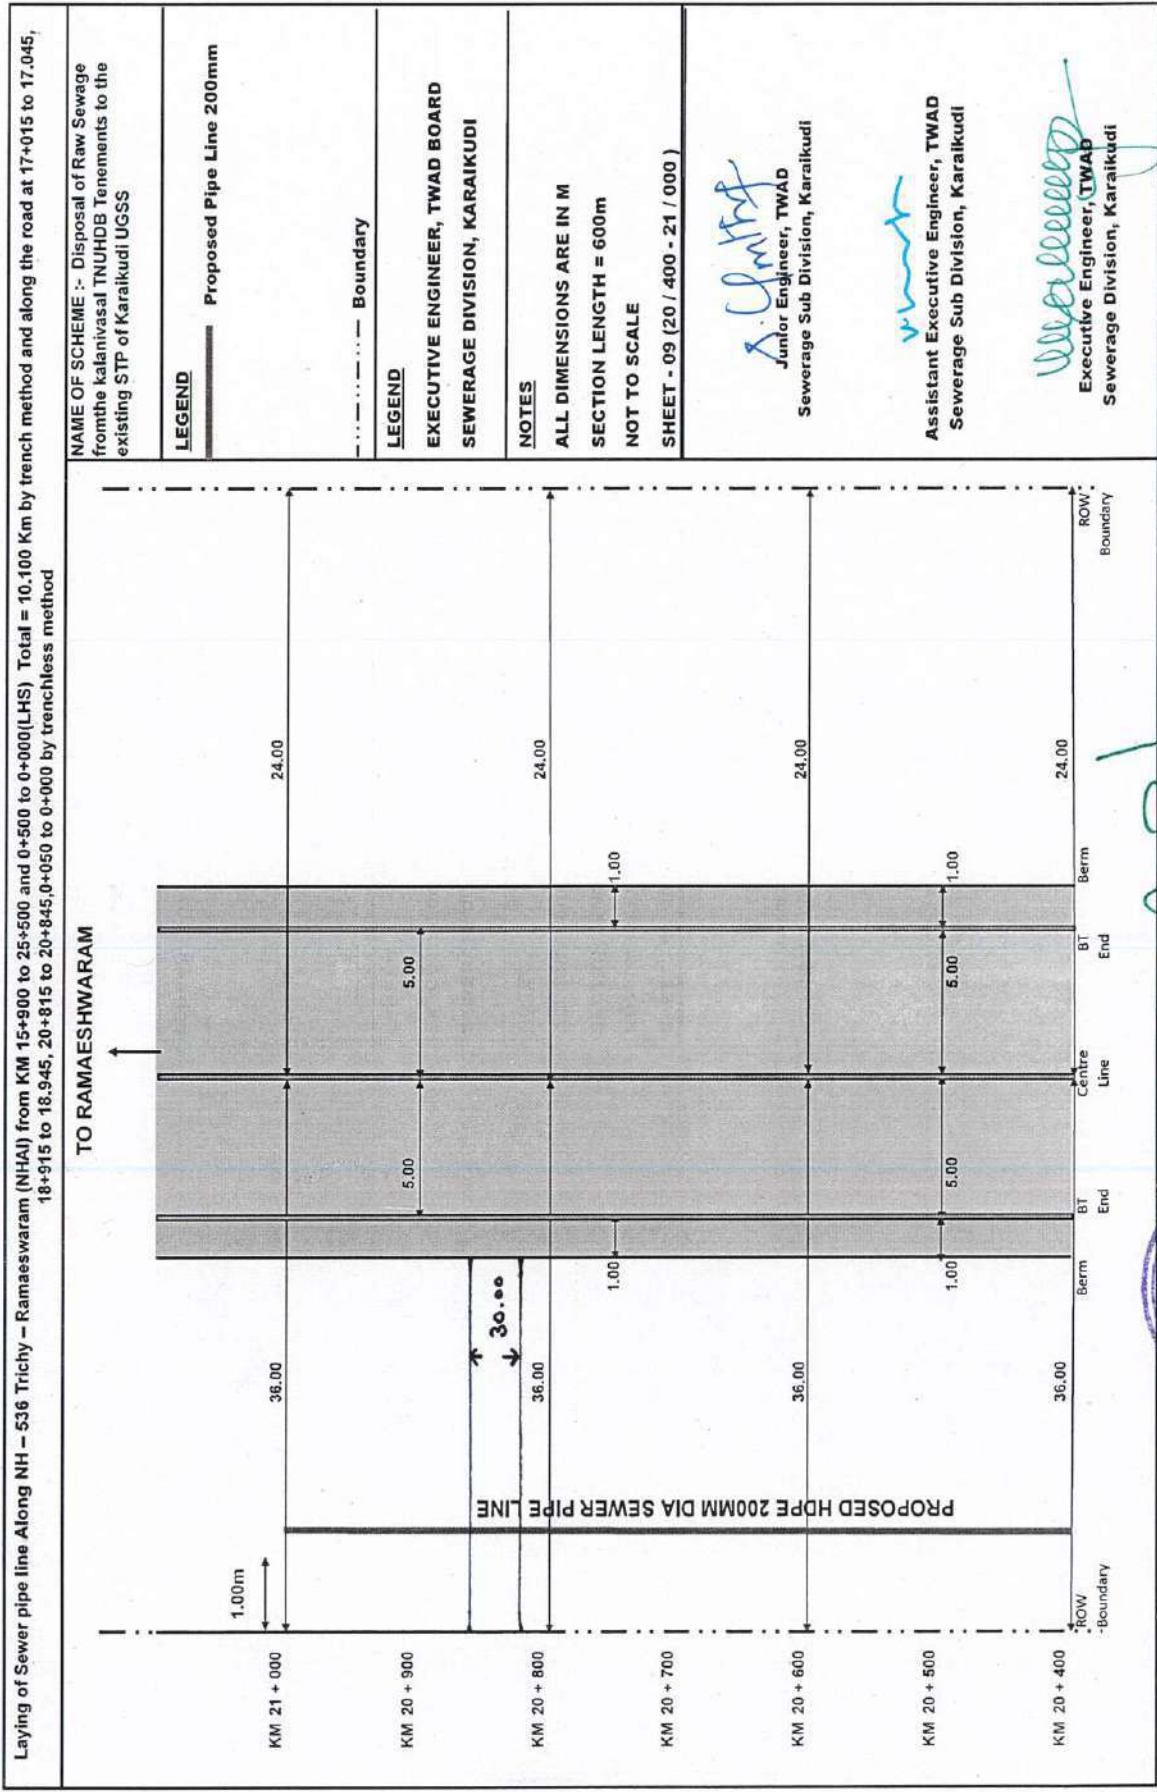 Laying of Sewer pipe line Along NH – 536 Trichy – Ramaeswaram (NHAI) from KM 15+900 to 25+500 and 0+500 to 0+000(LHS) Total = 10.100 Km by trench method and along the road at 17+015 to 17.045,
18+915 to 18.945, 20+815 to 20+845,0+050 to 0+000 by trenchless method
TO RAMAESHWARAM
1.00m
KM 21 + 000
36.00
24.00
KM 20 + 900
5.00
5.00
30.00
KM 20 + 800
36.00
24.00
KM 20 + 700
1.00
1.00
KM 20 + 600
36.00
24.00
KM 20 + 500
1.00
5.00
5.00
1.00
KM 20 + 400
36.00
24.00
PROPOSED HDPE 200MM DIA SEWER PIPE LINE
ROW
Boundary
Berm
BT
End
Centre
Line
BT
End
Berm
ROW
Boundary
NAME OF SCHEME :- Disposal of Raw Sewage
fromthe kalanivasal TNUHDB Tenements to the
existing STP of Karaikudi UGSS
LEGEND
Proposed Pipe Line 200mm
Boundary
LEGEND
EXECUTIVE ENGINEER, TWAD BOARD
SEWERAGE DIVISION, KARAIKUDI
NOTES
ALL DIMENSIONS ARE IN M
SECTION LENGTH = 600m
NOT TO SCALE
SHEET - 09 (20 / 400 - 21 / 000 )
Junior Engineer, TWAD
Sewerage Sub Division, Karaikudi
Assistant Executive Engineer, TWAD
Sewerage Sub Division, Karaikudi
Executive Engineer, TWAD
Sewerage Division, Karaikudi